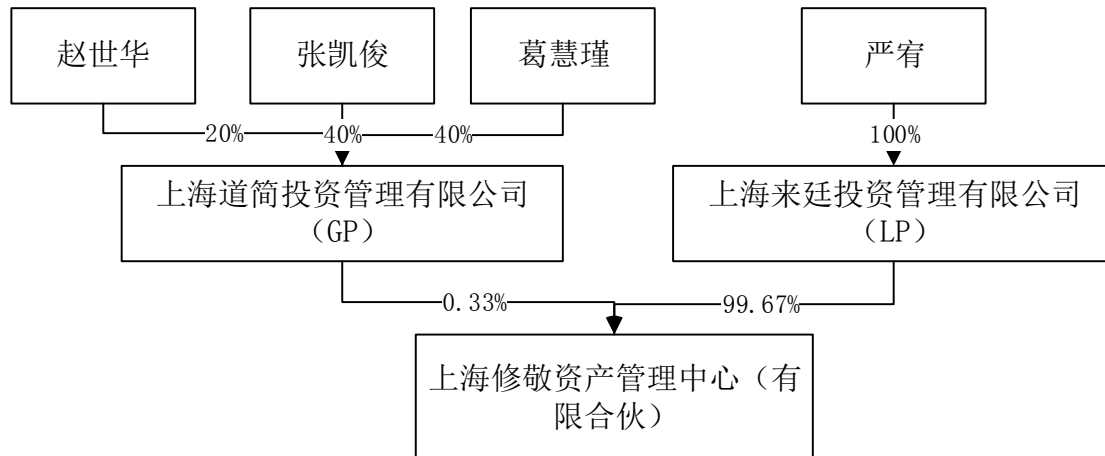 赵世华
张凯俊
葛慧瑾
严宥
20%
40%
40%
100%
上海道简投资管理有限公司
（GP）
上海来廷投资管理有限公司
（LP）
0.33%
99.67%
上海修敬资产管理中心（有
限合伙）